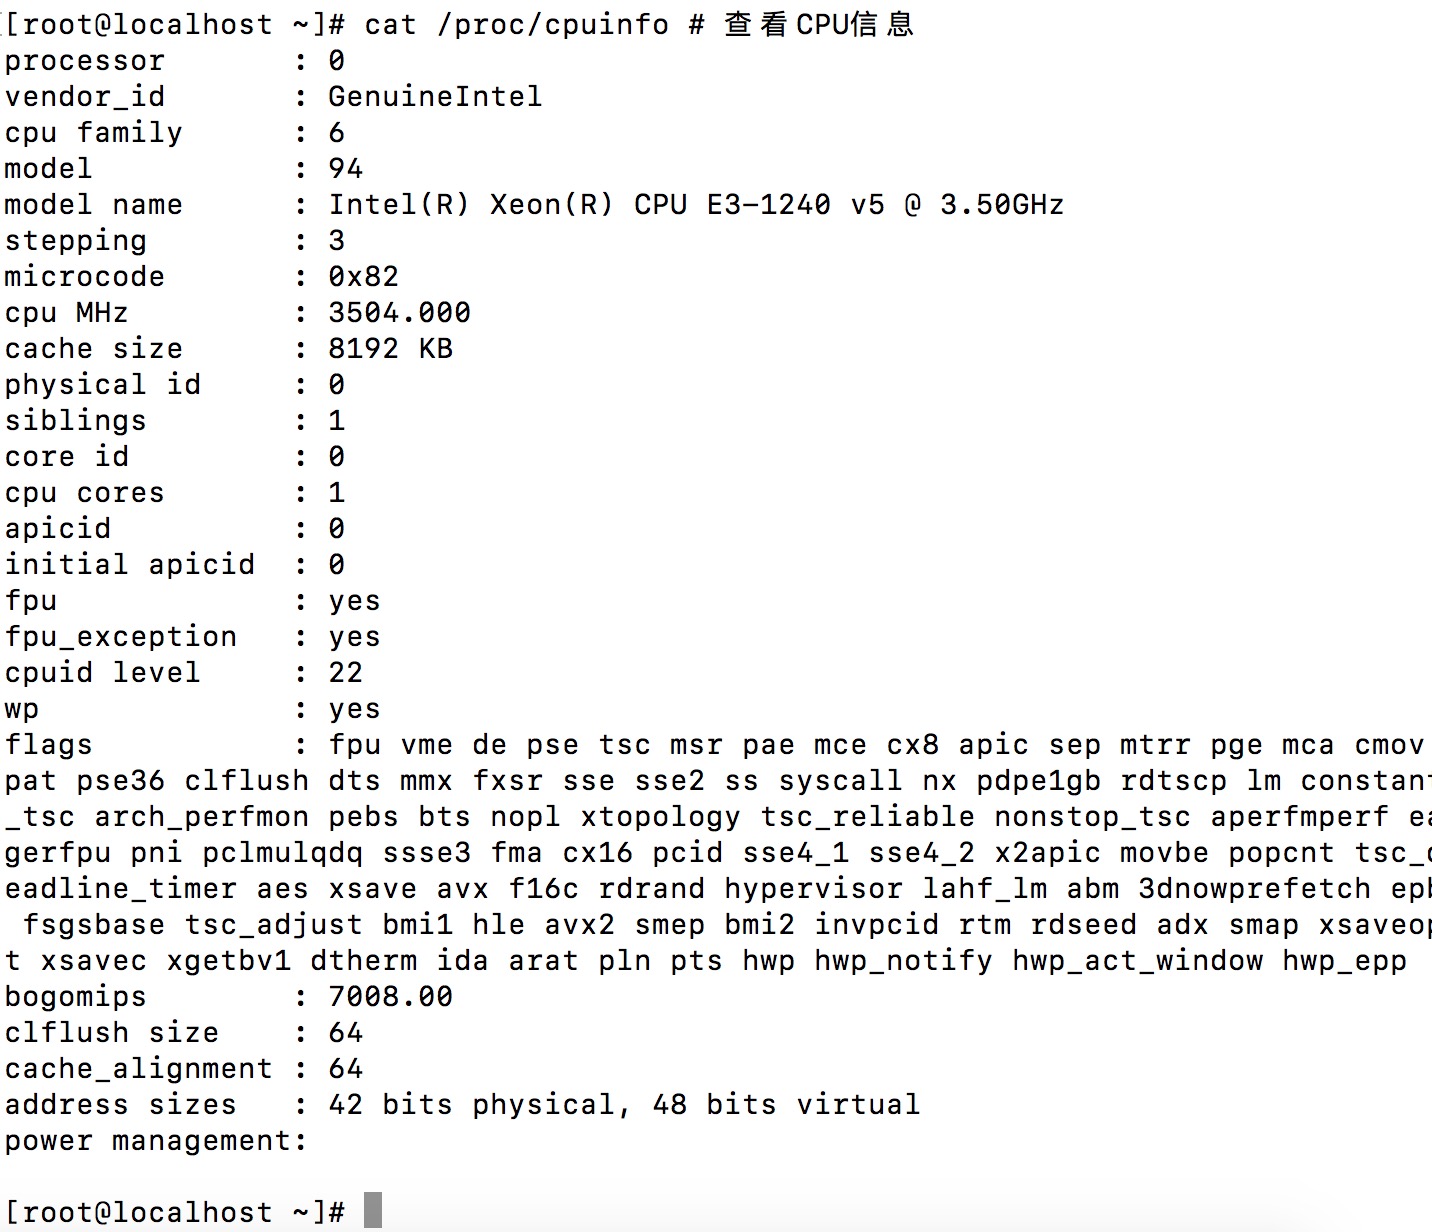 [root@localhost ~]# cat /proc/cpuinfo # 查看CPU信息
processor : 0
vendor_id : GenuineIntel
cpu family : 6
model : 94
model name : Intel(R) Xeon(R) CPU E3-1240 v5 @ 3.50GHz
stepping : 3
microcode : 0x82
cpu MHz : 3504.000
cache size : 8192 KB
physical id : 0
siblings : 1
core id : 0
cpu cores : 1
apicid : 0
initial apicid : 0
fpu : yes
fpu_exception : yes
cpuid level : 22
wp : yes
flags : fpu vme de pse tsc msr pae mce cx8 apic sep mtrr pge mca cmov
pat pse36 clflush dts mmx fxsr sse sse2 ss syscall nx pdpe1gb rdtscp lm constant
_tsc arch_perfmon pebs bts nopl xtopology tsc_reliable nonstop_tsc aperfmperf ea
gerfpu pni pclmulqdq ssse3 fma cx16 pcid sse4_1 sse4_2 x2apic movbe popcnt tsc_d
eadline_timer aes xsave avx f16c rdrand hypervisor lahf_lm abm 3dnowprefetch epb
fsgsbase tsc_adjust bmi1 hle avx2 smep bmi2 invpcid rtm rdseed adx smap xsaveop
t xsavec xgetbv1 dtherm ida arat pln pts hwp hwp_notify hwp_act_window hwp_epp
bogomips : 7008.00
clflush size : 64
cache_alignment : 64
address sizes : 42 bits physical, 48 bits virtual
power management:
[root@localhost ~]#